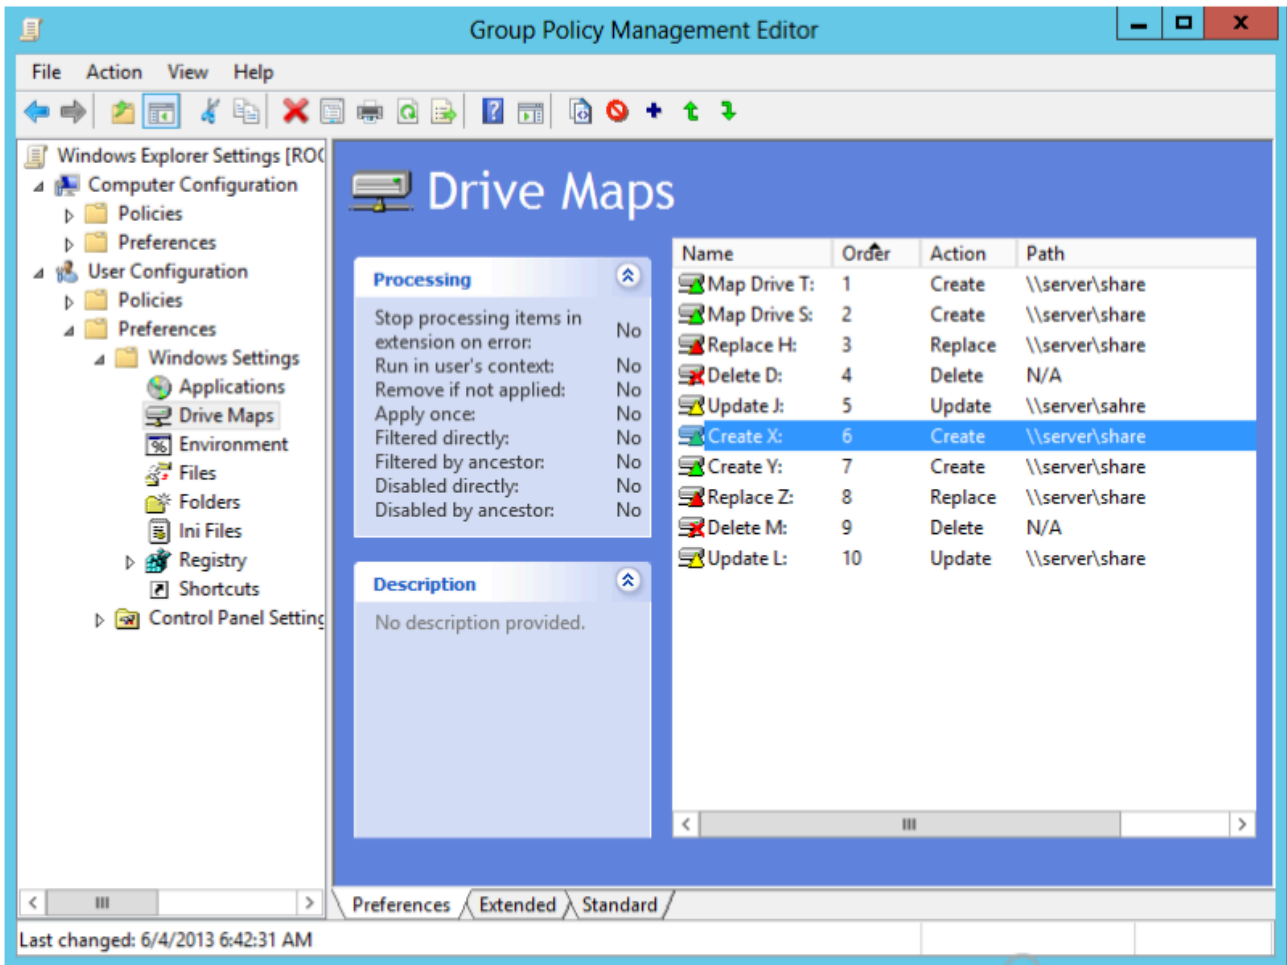 Group Policy Management Editor
File Action View Help
Windows Explorer Settings [ROC
Computer Configuration
Policies
Preferences
User Configuration
Policies
Preferences
Windows Settings
Applications
Drive Maps
Environment
Files
Folders
Ini Files
Registry
Shortcuts
Control Panel Setting
Drive Maps
Processing
Stop processing items in
extension on error: No
Run in user's context: No
Remove if not applied: No
Apply once: No
Filtered directly: No
Filtered by ancestor: No
Disabled directly: No
Disabled by ancestor: No
Description
No description provided.
Name Order Action Path
Map Drive T: 1 Create \\server\share
Map Drive S: 2 Create \\server\share
Replace H: 3 Replace \\server\share
Delete D: 4 Delete N/A
Update J: 5 Update \\server\sahre
Create X: 6 Create \\server\share
Create Y: 7 Create \\server\share
Replace Z: 8 Replace \\server\share
Delete M: 9 Delete N/A
Update L: 10 Update \\server\share
Preferences Extended Standard
Last changed: 6/4/2013 6:42:31 AM